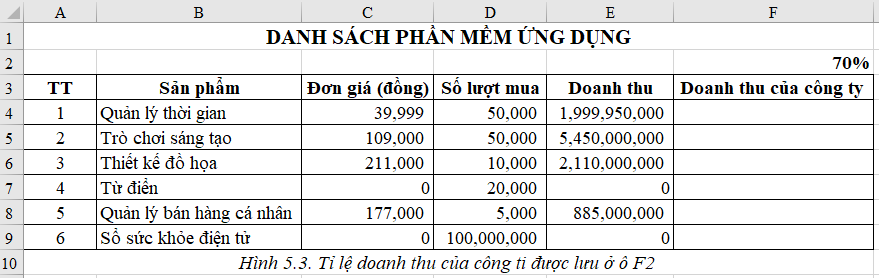 A B C D E F
1 DANH SÁCH PHẦN MỀM ỨNG DỤNG
2 70%
3 TT Sản phẩm Đơn giá (đồng) Số lượt mua Doanh thu Doanh thu của công ty
4 1 Quản lý thời gian 39,999 50,000 1,999,950,000
5 2 Trò chơi sáng tạo 109,000 50,000 5,450,000,000
6 3 Thiết kế đồ họa 211,000 10,000 2,110,000,000
7 4 Từ điển 0 20,000 0
8 5 Quản lý bán hàng cá nhân 177,000 5,000 885,000,000
9 6 Sổ sức khỏe điện tử 0 100,000,000 0
10 Hình 5.3. Tỉ lệ doanh thu của công ti được lưu ở ô F2